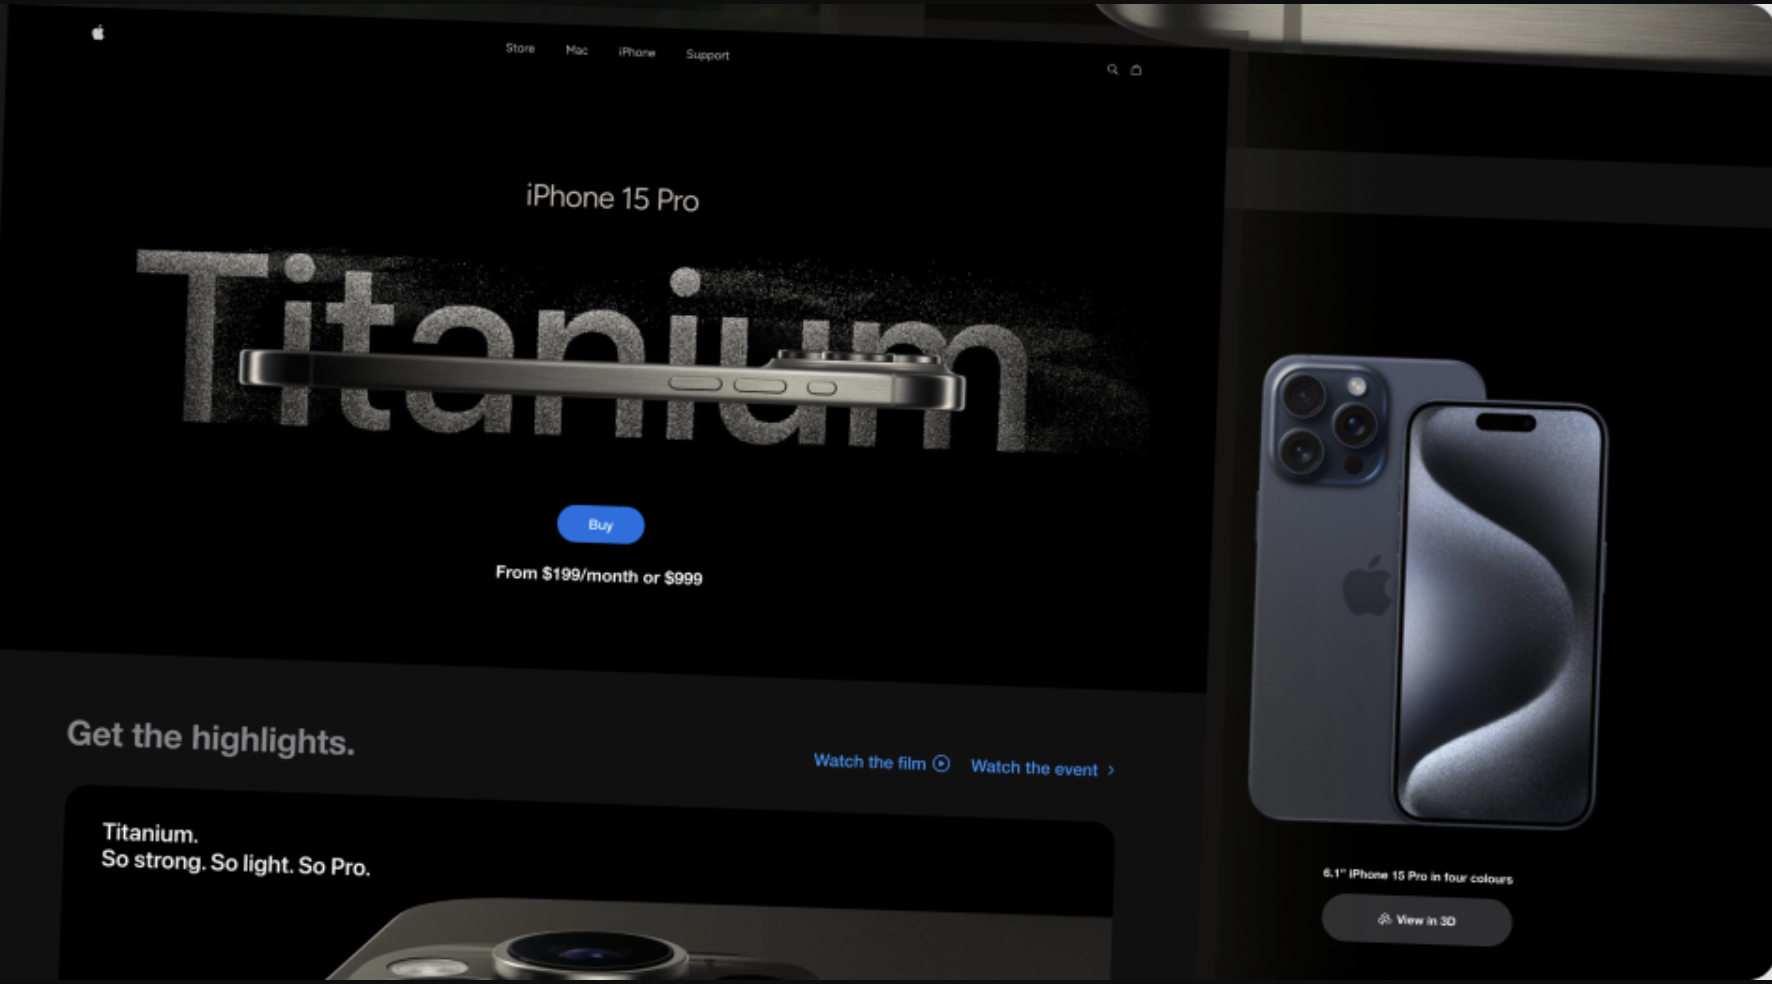 Store Mac iPhone Support
iPhone 15 Pro
Titanium
Buy
From $199/month or $999
Get the highlights.
Watch the film Watch the event
Titanium.
So strong. So light. So Pro.
6.1" iPhone 15 Pro in four colours
View in 3D